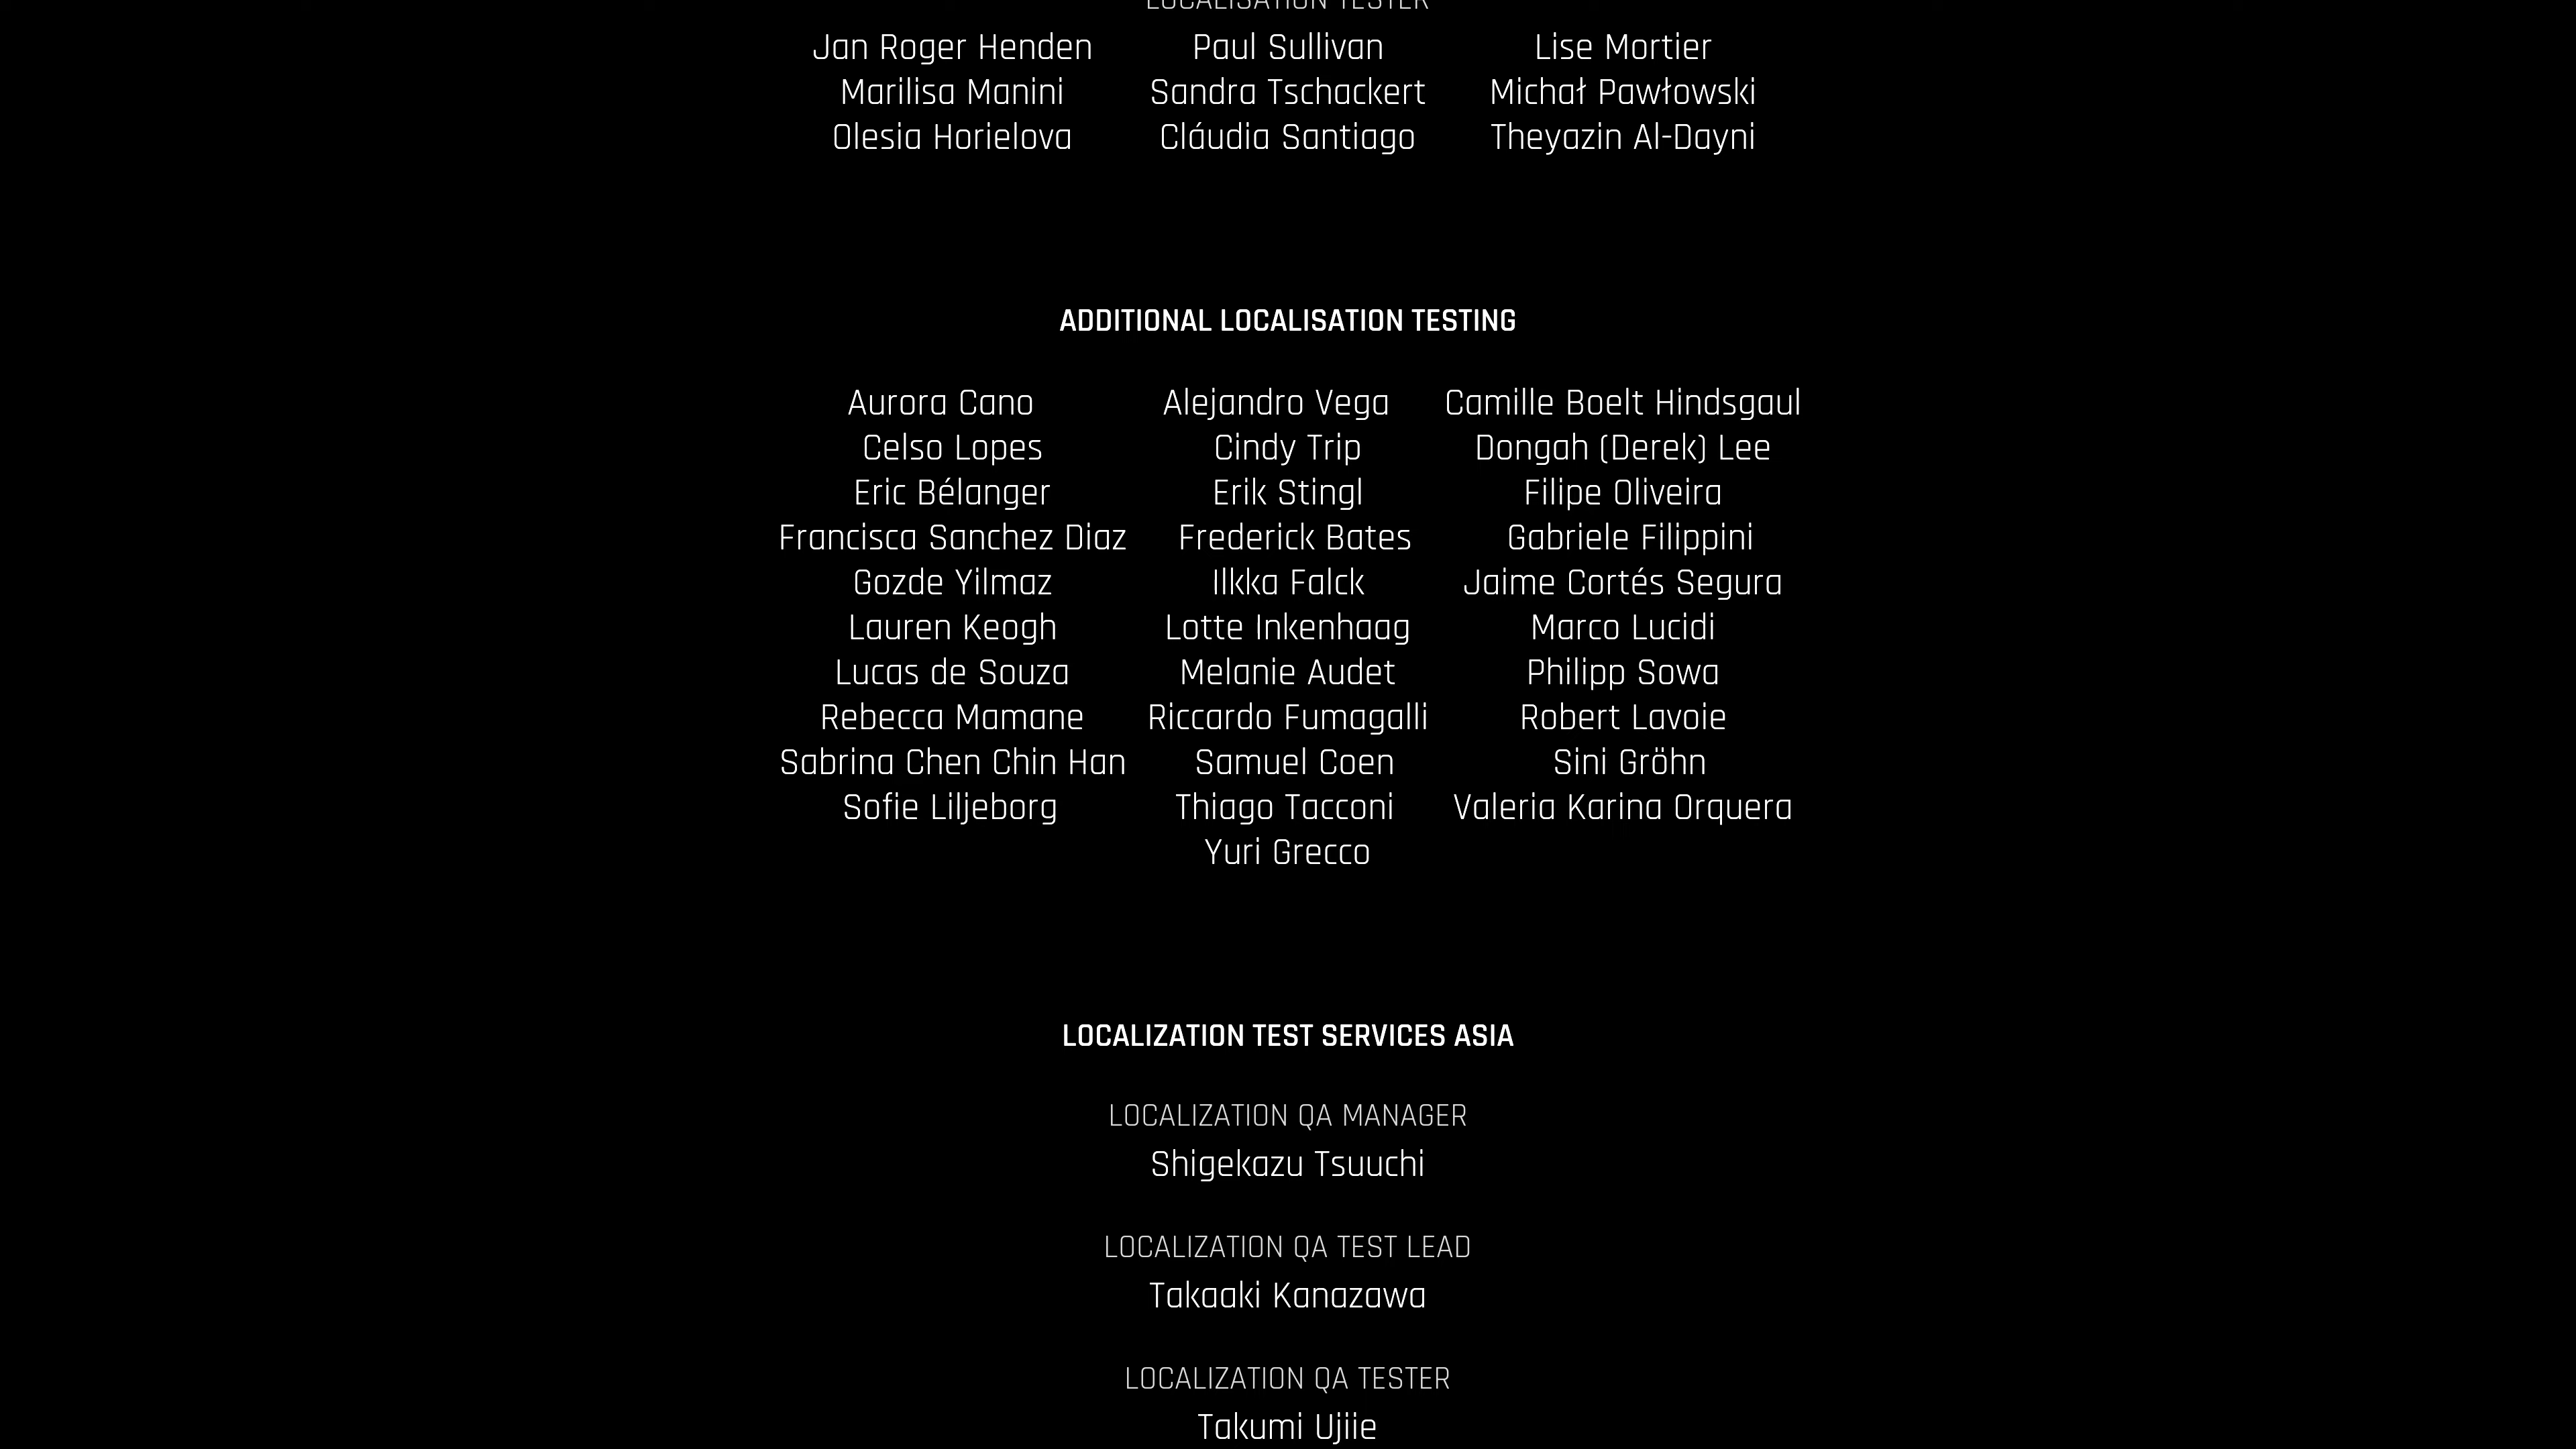 LOCALISATION TESTER
Jan Roger Henden Paul Sullivan Lise Mortier
Marilisa Manini Sandra Tschackert Michał Pawłowski
Olesia Horielova Cláudia Santiago Theyazin Al-Dayni
ADDITIONAL LOCALISATION TESTING
Aurora Cano Alejandro Vega Camille Boelt Hindsgaul
Celso Lopes Cindy Trip Dongah (Derek) Lee
Eric Bélanger Erik Stingl Filipe Oliveira
Francisca Sanchez Diaz Frederick Bates Gabriele Filippini
Gozde Yilmaz Ilkka Falck Jaime Cortés Segura
Lauren Keogh Lotte Inkenhaag Marco Lucidi
Lucas de Souza Melanie Audet Philipp Sowa
Rebecca Mamane Riccardo Fumagalli Robert Lavoie
Sabrina Chen Chin Han Samuel Coen Sini Gröhn
Sofie Liljeborg Thiago Tacconi Valeria Karina Orquera
Yuri Grecco
LOCALIZATION TEST SERVICES ASIA
LOCALIZATION QA MANAGER
Shigekazu Tsuuchi
LOCALIZATION QA TEST LEAD
Takaaki Kanazawa
LOCALIZATION QA TESTER
Takumi Ujiie